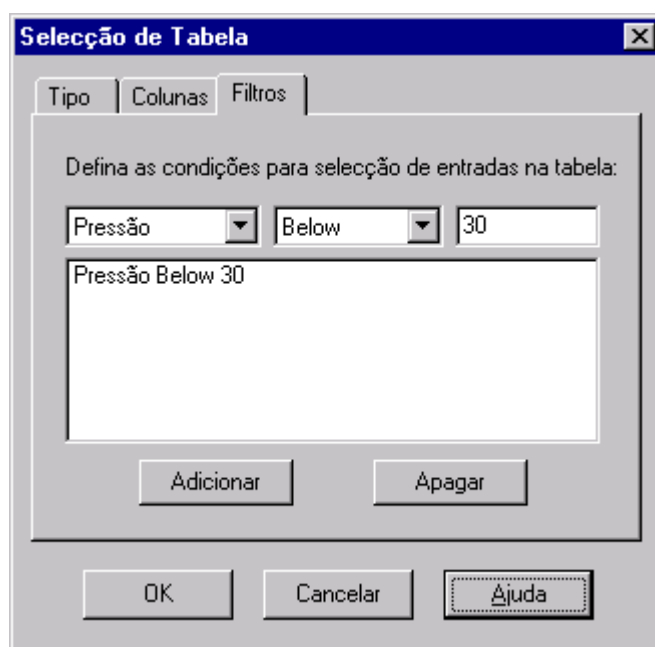 Selecção de Tabela
Tipo Colunas Filtros
Defina as condições para selecção de entradas na tabela:
Pressão Below 30
Pressão Below 30
Adicionar Apagar
OK Cancelar Ajuda